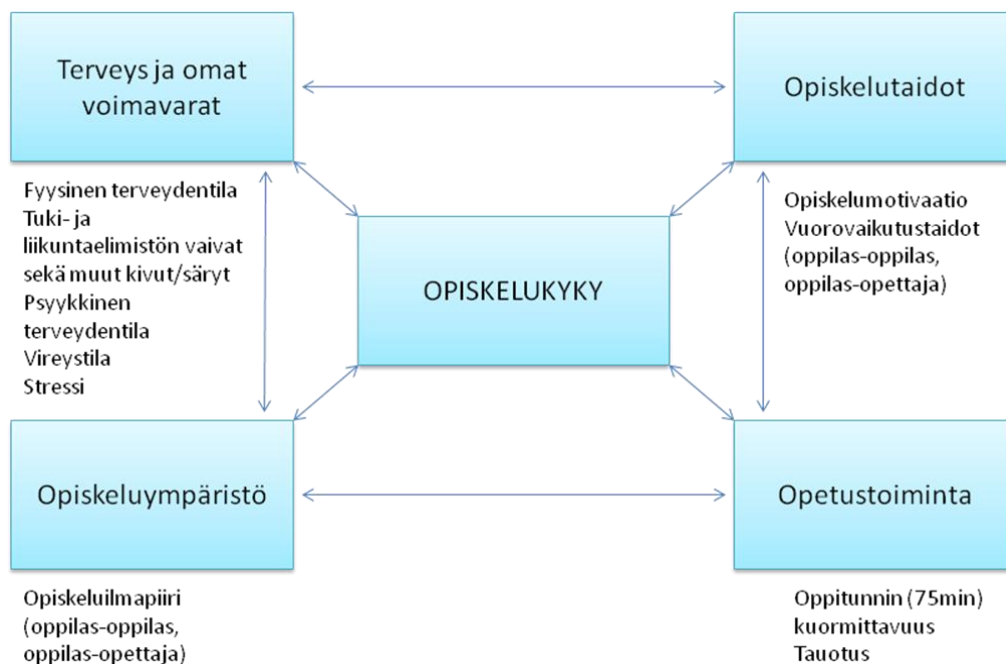 Terveys ja omat
voimavarat
Opiskelutaidot
Fyysinen terveydentila
Tuki- ja
liikuntaelimistön vaivat
sekä muut kivut/säryt
Psyykkinen
terveydentila
Vireystila
Stressi
Opiskelumotivaatio
Vuorovaikutustaidot
(oppilas-oppilas,
oppilas-opettaja)
OPISKELUKYKY
Opiskeluympäristö
Opetustoiminta
Opiskeluilmapiiri
(oppilas-oppilas,
oppilas-opettaja)
Oppitunnin (75min)
kuormittavuus
Tauotus